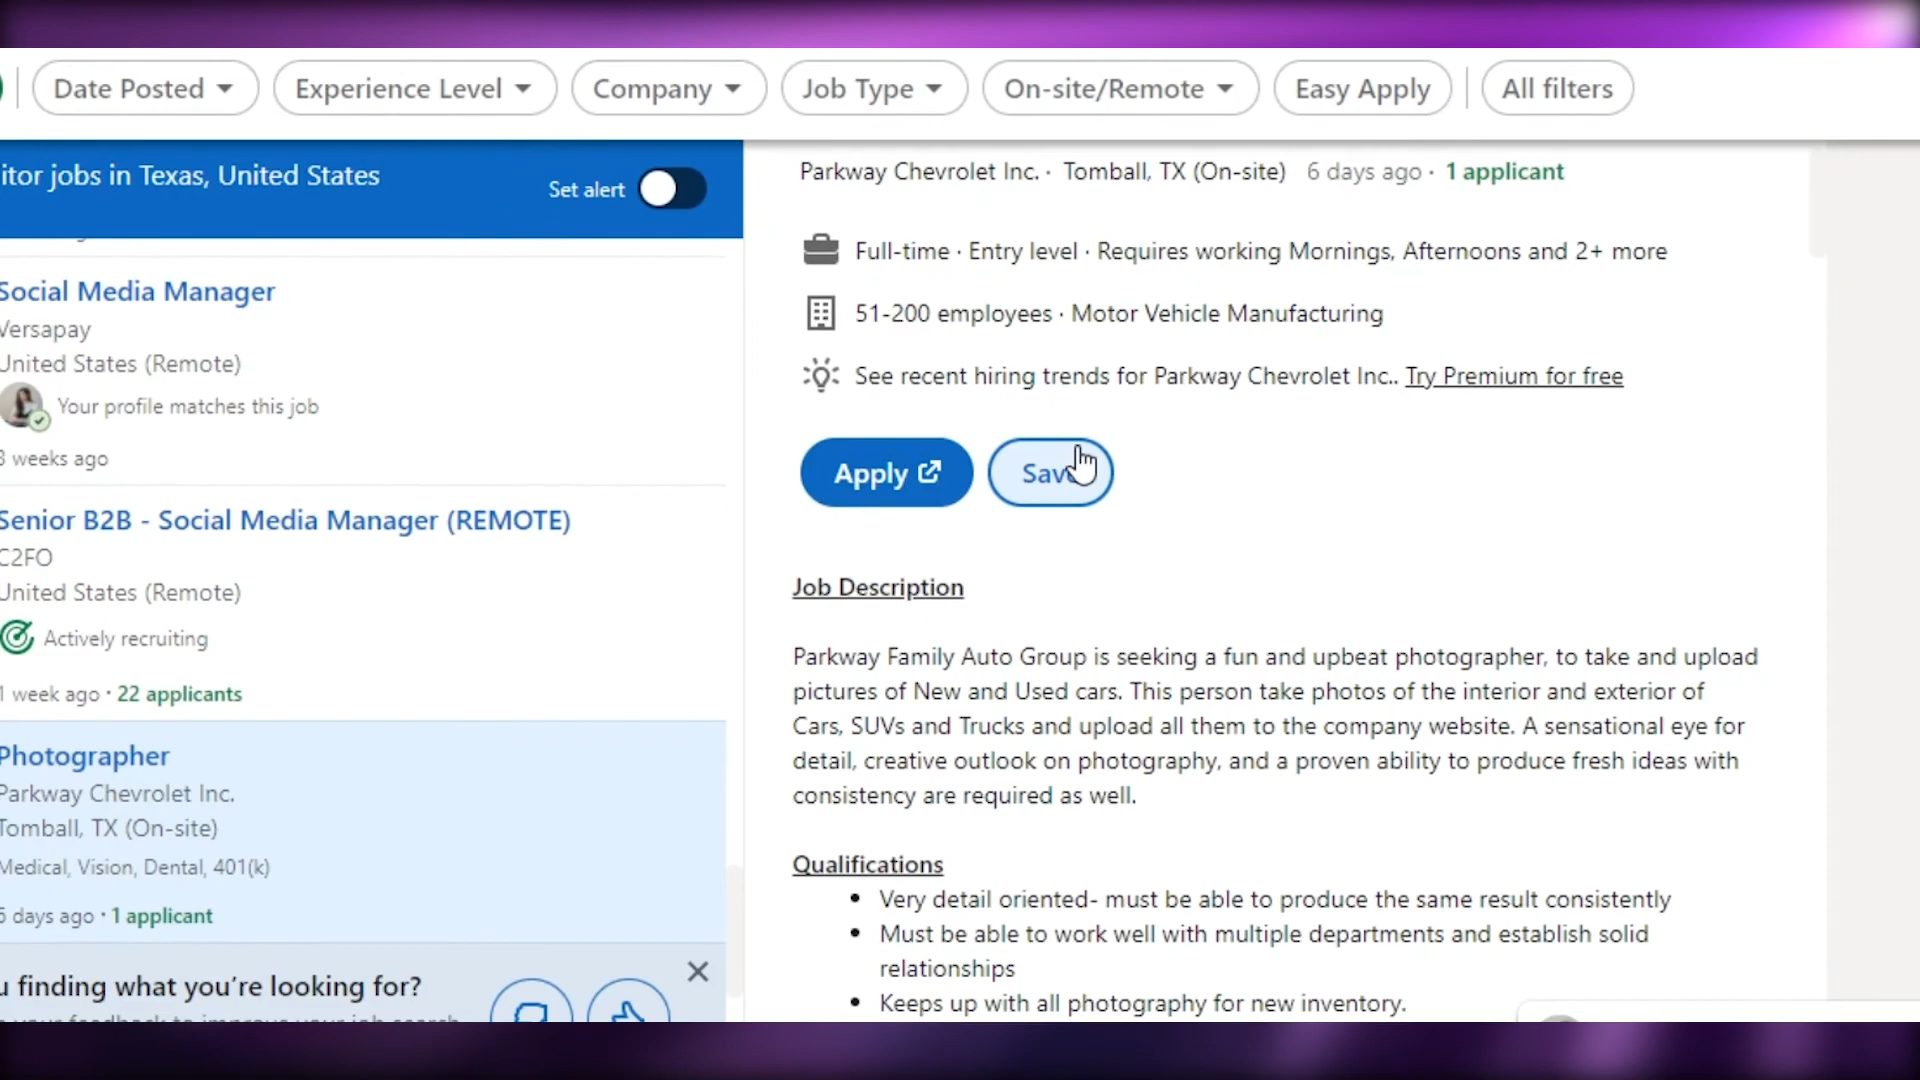 Date Posted
Experience Level
Company
Job Type
On-site/Remote
Easy Apply
All filters
itor jobs in Texas, United States
Set alert
Social Media Manager
Versapay
United States (Remote)
Your profile matches this job
3 weeks ago
Senior B2B - Social Media Manager (REMOTE)
C2FO
United States (Remote)
Actively recruiting
1 week ago · 22 applicants
Photographer
Parkway Chevrolet Inc.
Tomball, TX (On-site)
Medical, Vision, Dental, 401(k)
6 days ago · 1 applicant
u finding what you're looking for?
Parkway Chevrolet Inc. · Tomball, TX (On-site) 6 days ago · 1 applicant
Full-time · Entry level · Requires working Mornings, Afternoons and 2+ more
51-200 employees · Motor Vehicle Manufacturing
See recent hiring trends for Parkway Chevrolet Inc.. Try Premium for free
Apply
Save
Job Description
Parkway Family Auto Group is seeking a fun and upbeat photographer, to take and upload
pictures of New and Used cars. This person take photos of the interior and exterior of
Cars, SUVs and Trucks and upload all them to the company website. A sensational eye for
detail, creative outlook on photography, and a proven ability to produce fresh ideas with
consistency are required as well.
Qualifications
Very detail oriented- must be able to produce the same result consistently
Must be able to work well with multiple departments and establish solid
relationships
Keeps up with all photography for new inventory.